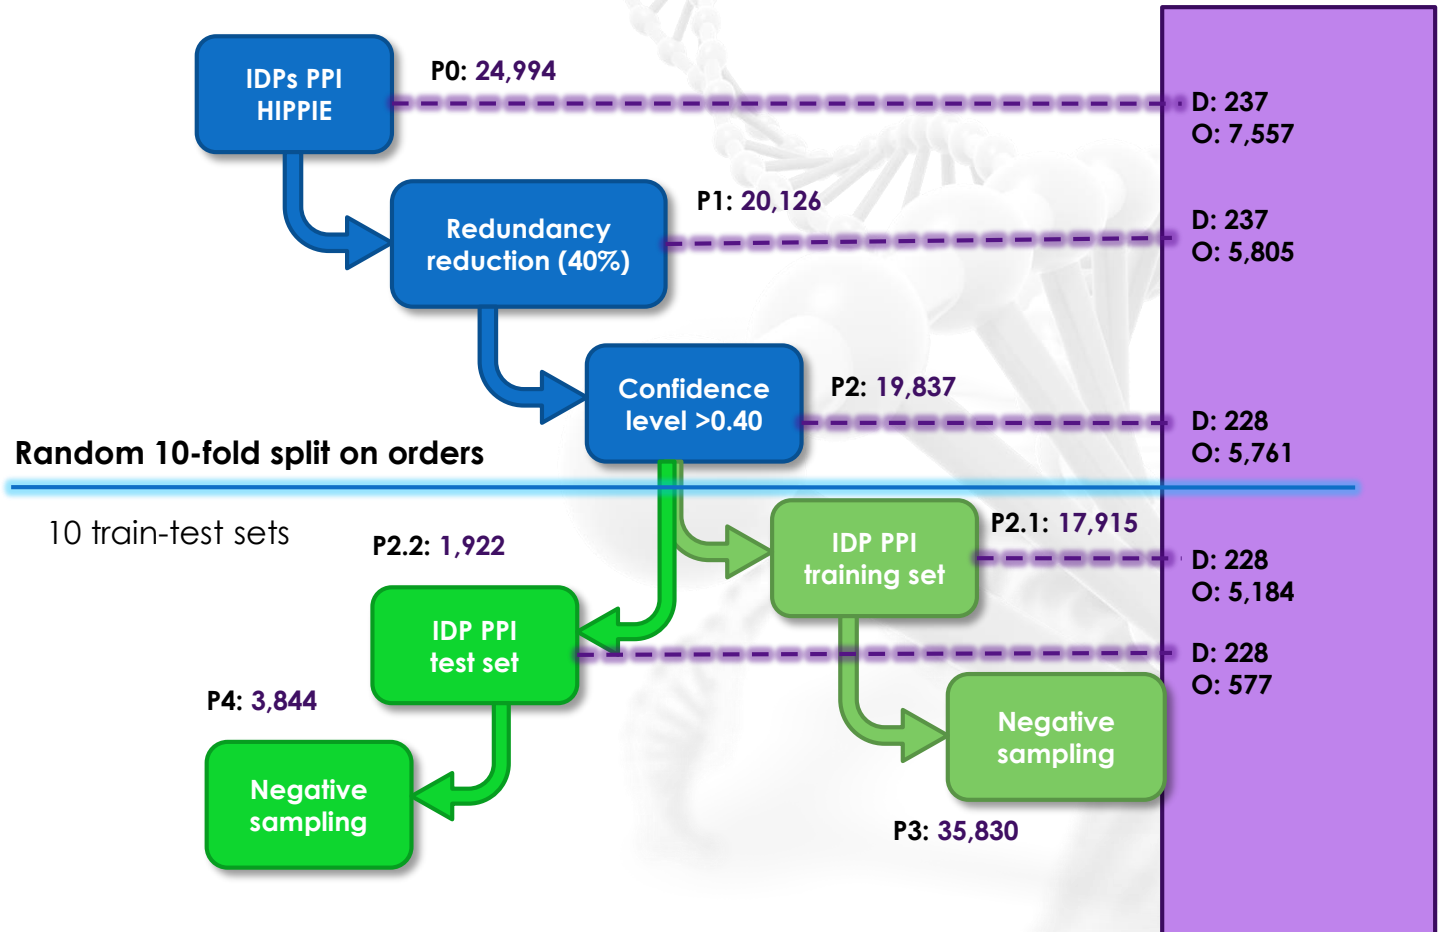 IDPs PPI
HIPPIE
P0: 24,994
D: 237
O: 7,557
Redundancy
reduction (40%)
P1: 20,126
D: 237
O: 5,805
Confidence
level >0.40
P2: 19,837
D: 228
O: 5,761
Random 10-fold split on orders
10 train-test sets
IDP PPI
training set
P2.1: 17,915
D: 228
O: 5,184
P2.2: 1,922
IDP PPI
test set
D: 228
O: 577
P4: 3,844
Negative
sampling
Negative
sampling
P3: 35,830